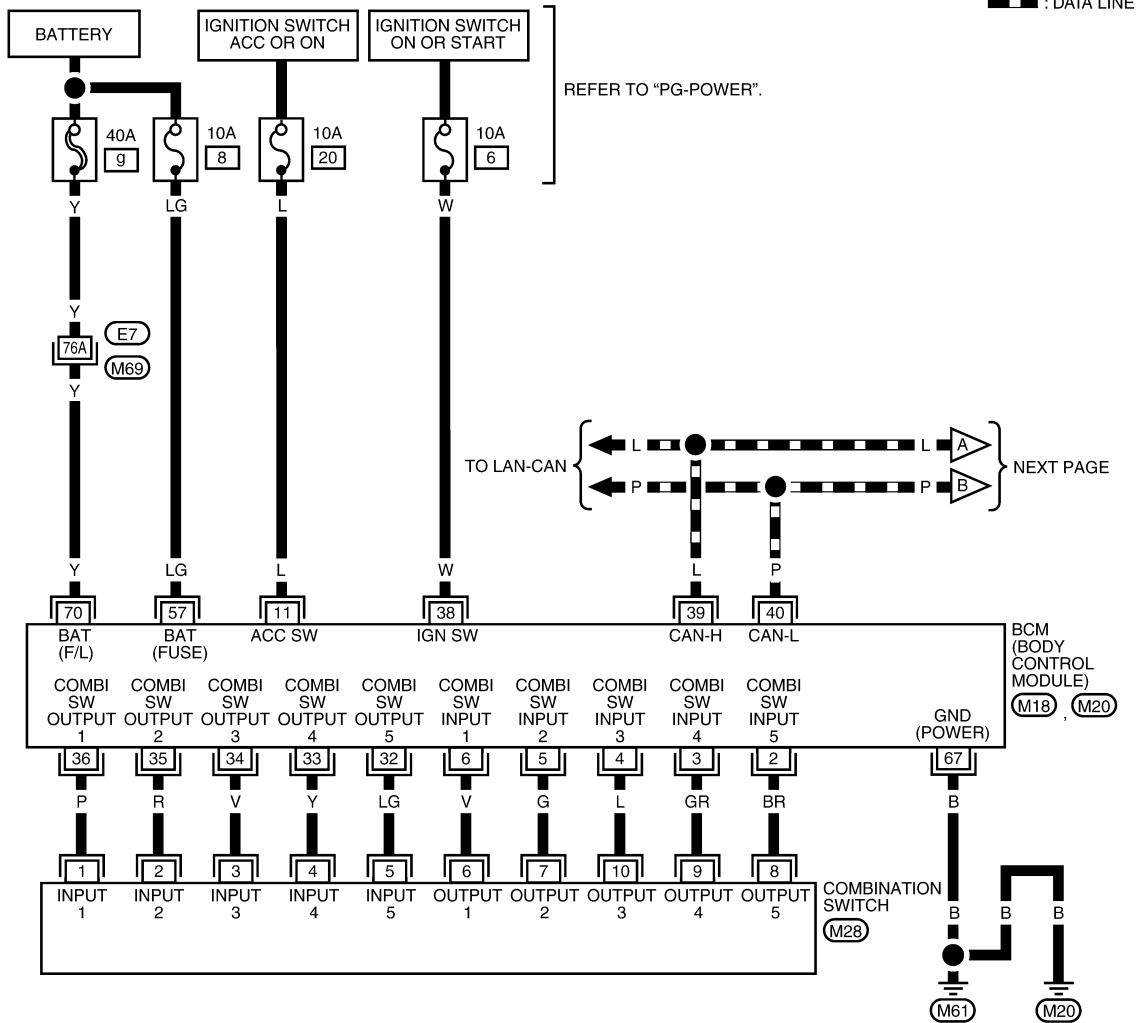 : DATA LINE
BATTERY
IGNITION SWITCH
ACC OR ON
IGNITION SWITCH
ON OR START
REFER TO “PG-POWER”.
40A
g
10A
8
10A
20
10A
6
Y LG L W
Y
76A
E7
M69
Y
TO LAN-CAN
L L A
P P B
NEXT PAGE
Y LG L W L P
70 57 11 38 39 40
BAT
(F/L)
BAT
(FUSE)
ACC SW
IGN SW
CAN-H
CAN-L
BCM
(BODY
CONTROL
MODULE)
M18 , M20
COMBI
SW
OUTPUT
1
COMBI
SW
OUTPUT
2
COMBI
SW
OUTPUT
3
COMBI
SW
OUTPUT
4
COMBI
SW
OUTPUT
5
COMBI
SW
INPUT
1
COMBI
SW
INPUT
2
COMBI
SW
INPUT
3
COMBI
SW
INPUT
4
COMBI
SW
INPUT
5
GND
(POWER)
36 35 34 33 32 6 5 4 3 2 67
P R V Y LG V G L GR BR B
1 2 3 4 5 6 7 10 9 8
INPUT
1
INPUT
2
INPUT
3
INPUT
4
INPUT
5
OUTPUT
1
OUTPUT
2
OUTPUT
3
OUTPUT
4
OUTPUT
5
COMBINATION
SWITCH
M28
B B B
M61
M20